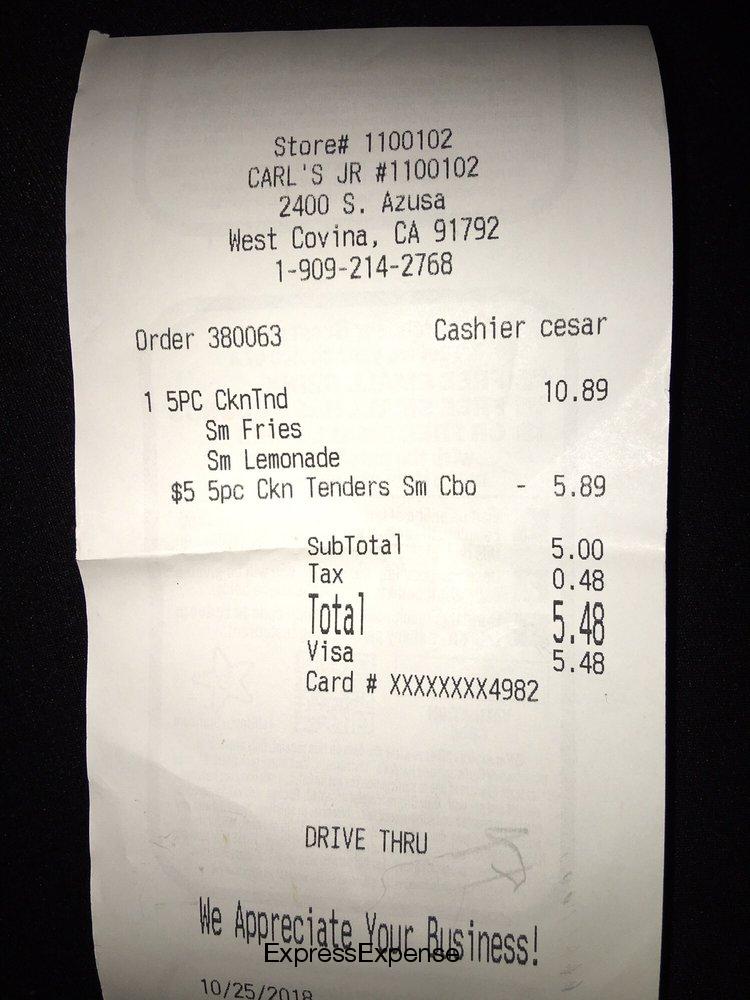 Store# 1100102
CARL'S JR #1100102
2400 S. Azusa
West Covina, CA 91792
1-909-214-2768
Order 380063 Cashier cesar
1 5PC CknTnd 10.89
Sm Fries
Sm Lemonade
$5 5pc Ckn Tenders Sm Cbo - 5.89
SubTotal 5.00
Tax 0.48
Total 5.48
Visa 5.48
Card # XXXXXXXX4982
DRIVE THRU
We Appreciate Your Business!
ExpressExpense
10/25/2018